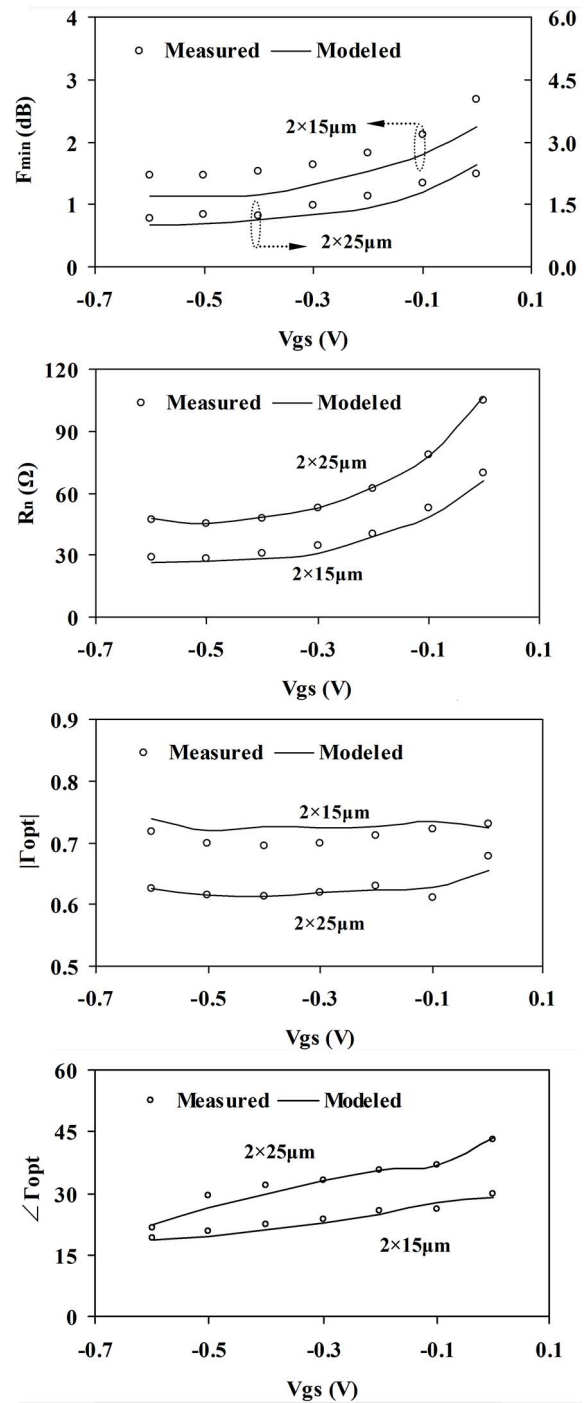 4 6.0
Measured Modeled
3 4.5
2×15µm
2 3.0
1 1.5
2×25µm
0 0.0
Fmin (dB)
-0.7 -0.5 -0.3 -0.1 0.1
Vgs (V)
120
Measured Modeled
90
2×25µm
60
30
2×15µm
0
Rn (Ω)
-0.7 -0.5 -0.3 -0.1 0.1
Vgs (V)
0.9
Measured Modeled
0.8
2×15µm
0.7
0.6
2×25µm
0.5
|Γopt|
-0.7 -0.5 -0.3 -0.1 0.1
Vgs (V)
60
Measured Modeled
45
2×25µm
30
2×15µm
15
0
∠Γopt
-0.7 -0.5 -0.3 -0.1 0.1
Vgs (V)